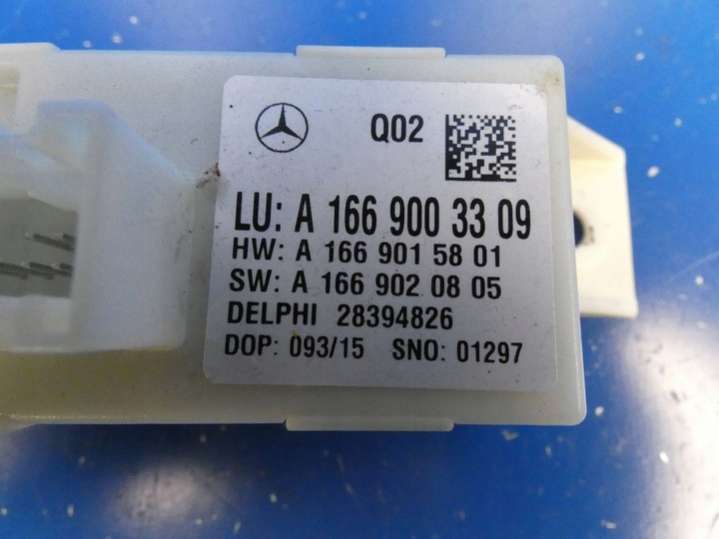 Q02
LU: A 166 900 33 09
HW: A 166 901 58 01
SW: A 166 902 08 05
DELPHI 28394826
DOP: 093/15 SNO: 01297